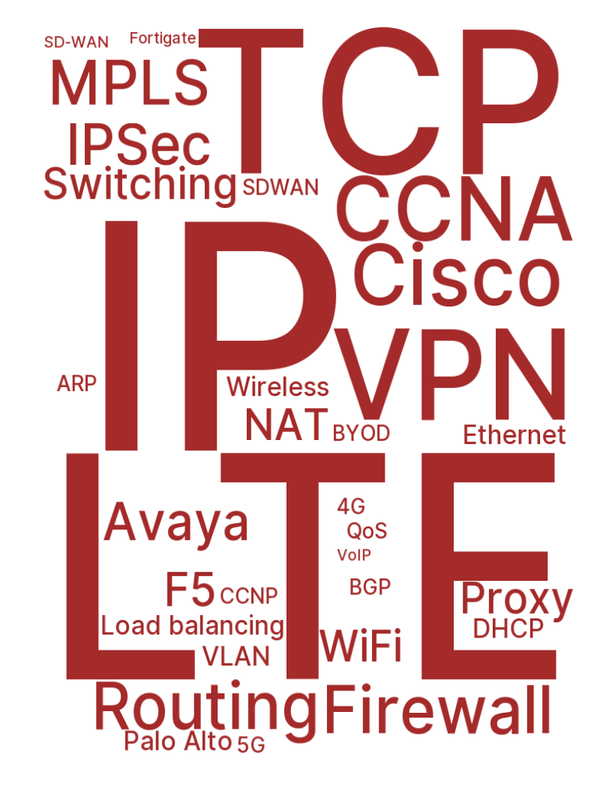 SD-WAN
Fortigate
TCP
MPLS
IPSec
Switching
SDWAN
CCNA
Cisco
IP
VPN
ARP
Wireless
NAT
BYOD
Ethernet
LTE
Avaya
4G
QoS
VoIP
F5
CCNP
BGP
Proxy
Load balancing
DHCP
WiFi
VLAN
Routing
Firewall
Palo Alto
5G